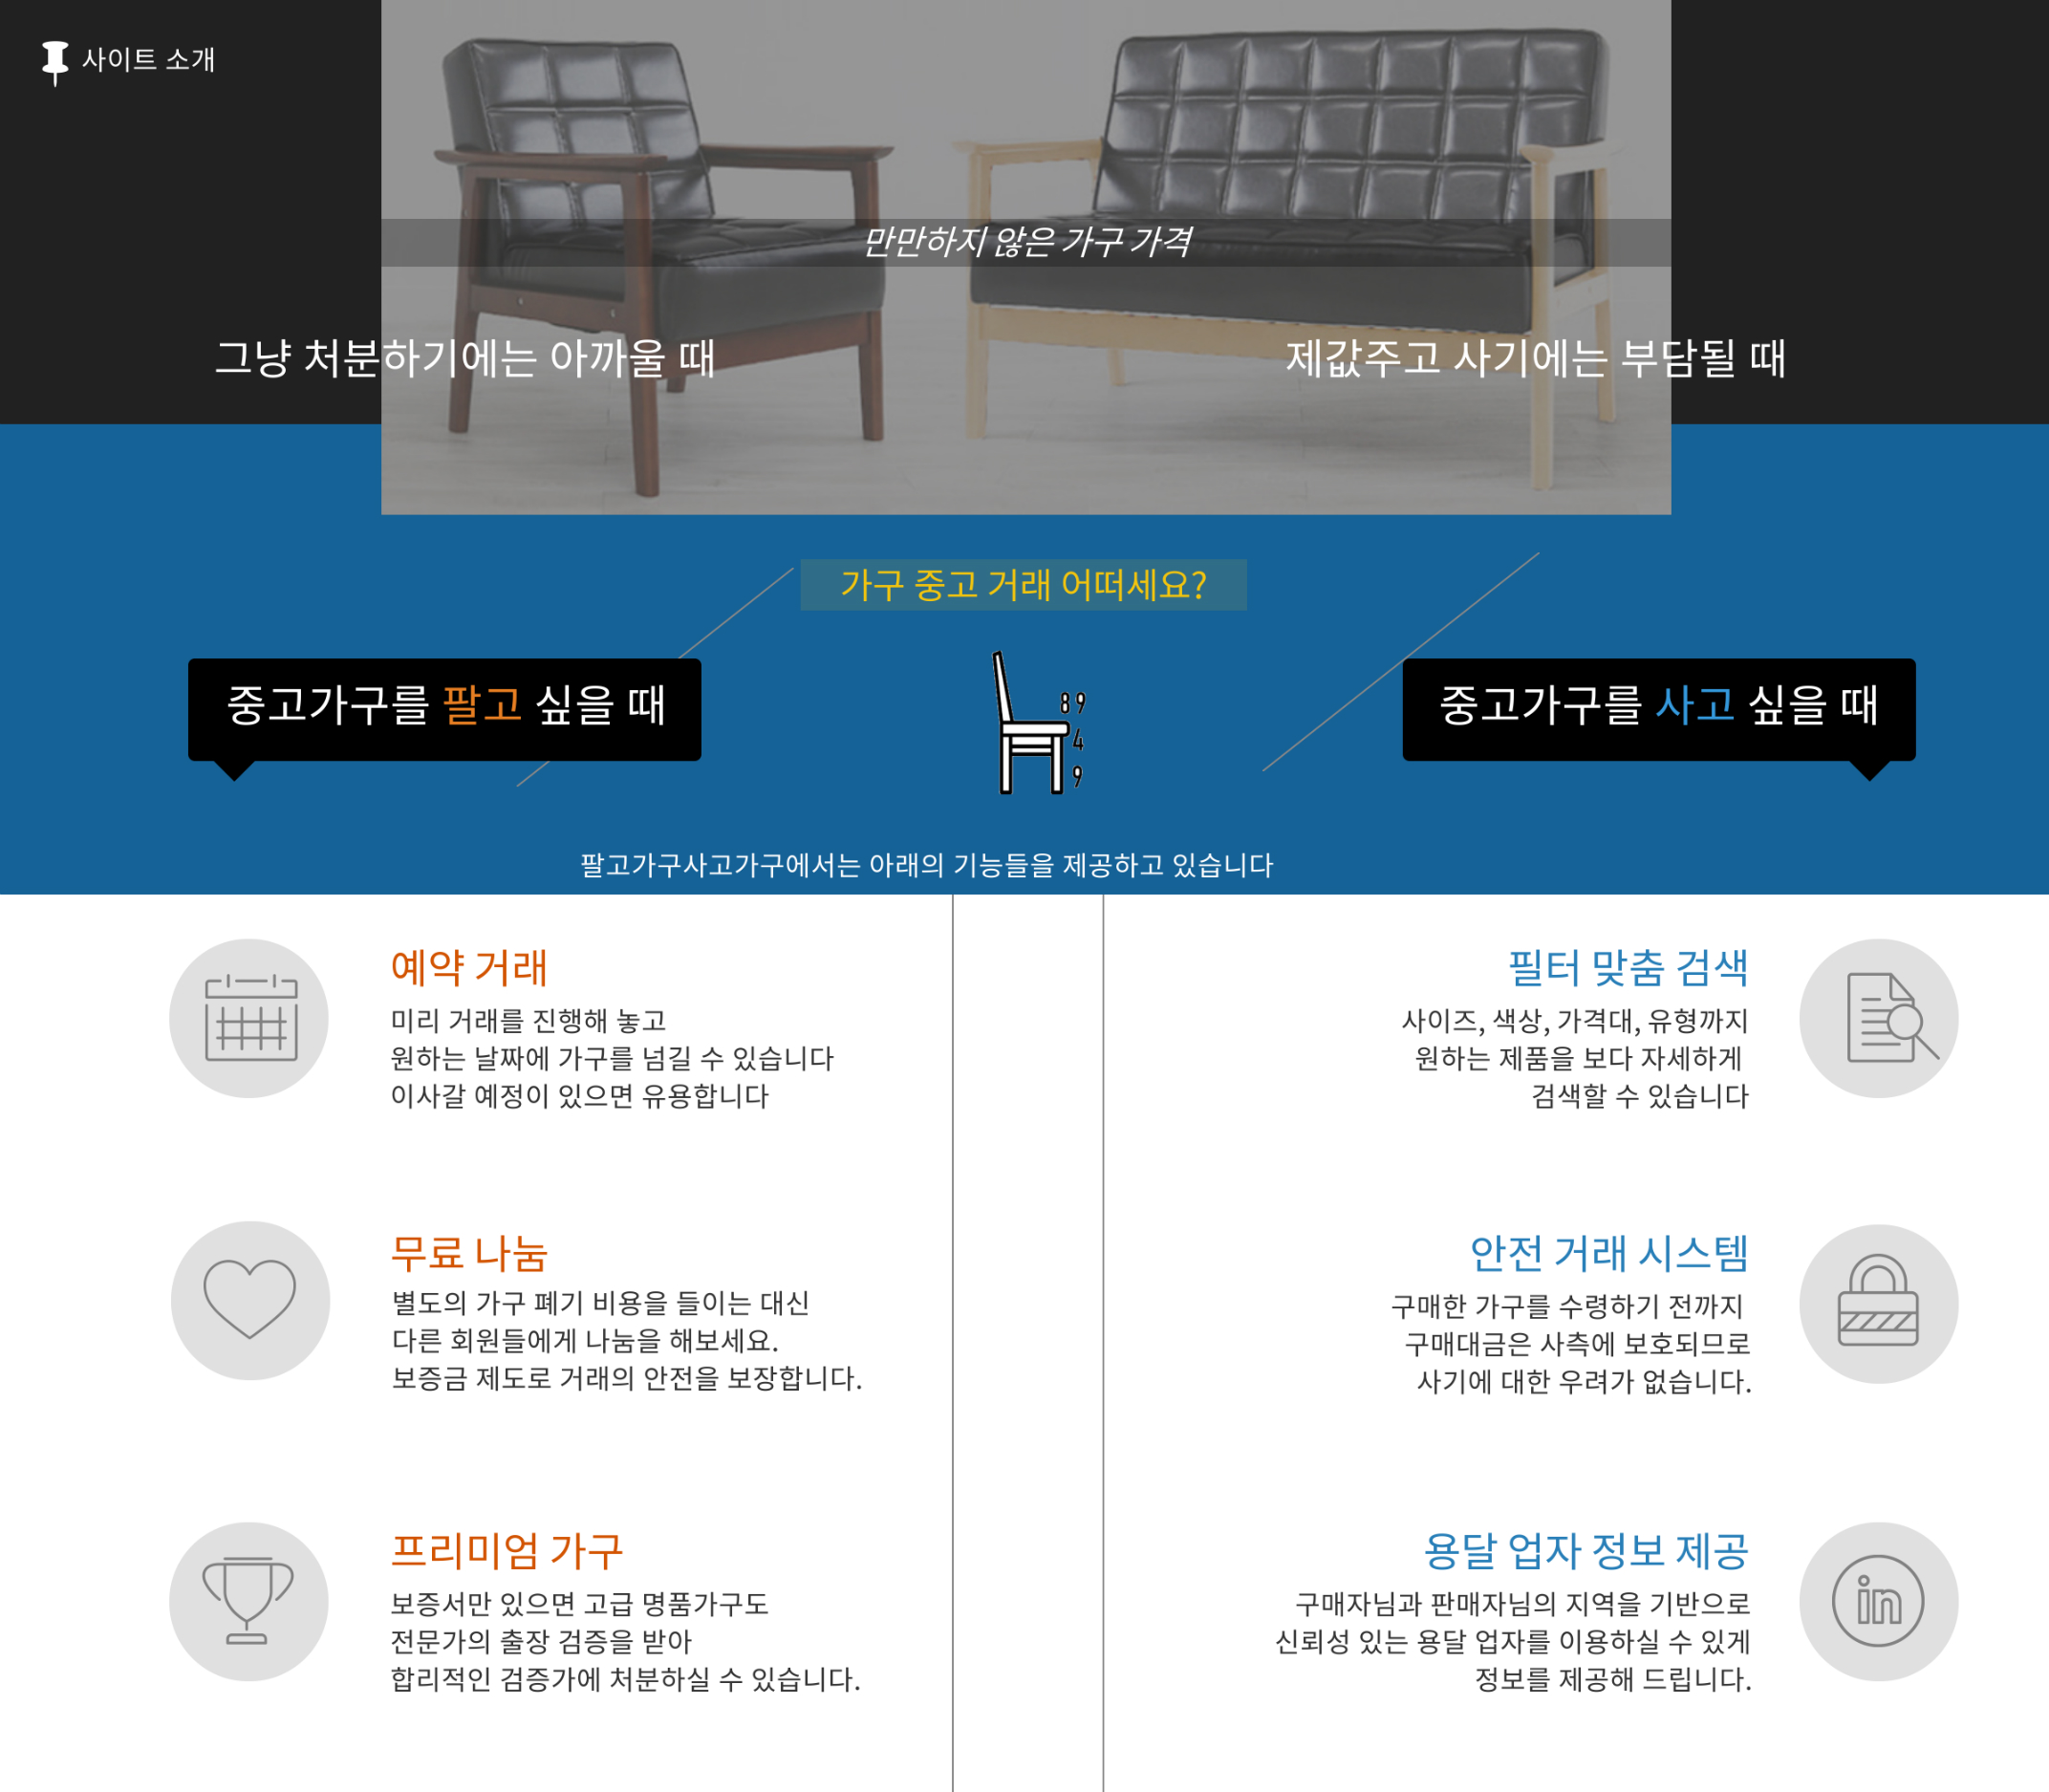 사이트 소개
만만하지 않은 가구 가격
그냥 처분하기에는 아까울 때
제값주고 사기에는 부담될 때
가구 중고 거래 어떠세요?
중고가구를 팔고 싶을 때
89
4
9
중고가구를 사고 싶을 때
팔고가구사고가구에서는 아래의 기능들을 제공하고 있습니다
예약 거래
미리 거래를 진행해 놓고
원하는 날짜에 가구를 넘길 수 있습니다
이사갈 예정이 있으면 유용합니다
필터 맞춤 검색
사이즈, 색상, 가격대, 유형까지
원하는 제품을 보다 자세하게
검색할 수 있습니다
무료 나눔
별도의 가구 폐기 비용을 들이는 대신
다른 회원들에게 나눔을 해보세요.
보증금 제도로 거래의 안전을 보장합니다.
안전 거래 시스템
구매한 가구를 수령하기 전까지
구매대금은 사측에 보호되므로
사기에 대한 우려가 없습니다.
프리미엄 가구
보증서만 있으면 고급 명품가구도
전문가의 출장 검증을 받아
합리적인 검증가에 처분하실 수 있습니다.
용달 업자 정보 제공
구매자님과 판매자님의 지역을 기반으로
신뢰성 있는 용달 업자를 이용하실 수 있게
정보를 제공해 드립니다.
in